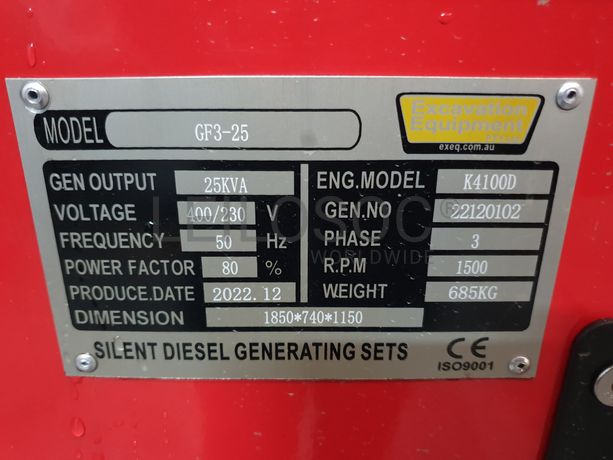 MODEL GF3-25
Excavation
Equipment
exeq.com.au
GEN OUTPUT 25KVA
VOLTAGE 400/230 V
FREQUENCY 50 Hz
POWER FACTOR 80 %
PRODUCE.DATE 2022.12
DIMENSION 1850*740*1150
ENG.MODEL K4100D
GEN.NO 22120102
PHASE 3
R.P.M 1500
WEIGHT 685KG
LEILOSOC®
WORLDWIDE
SILENT DIESEL GENERATING SETS
CE
ISO9001